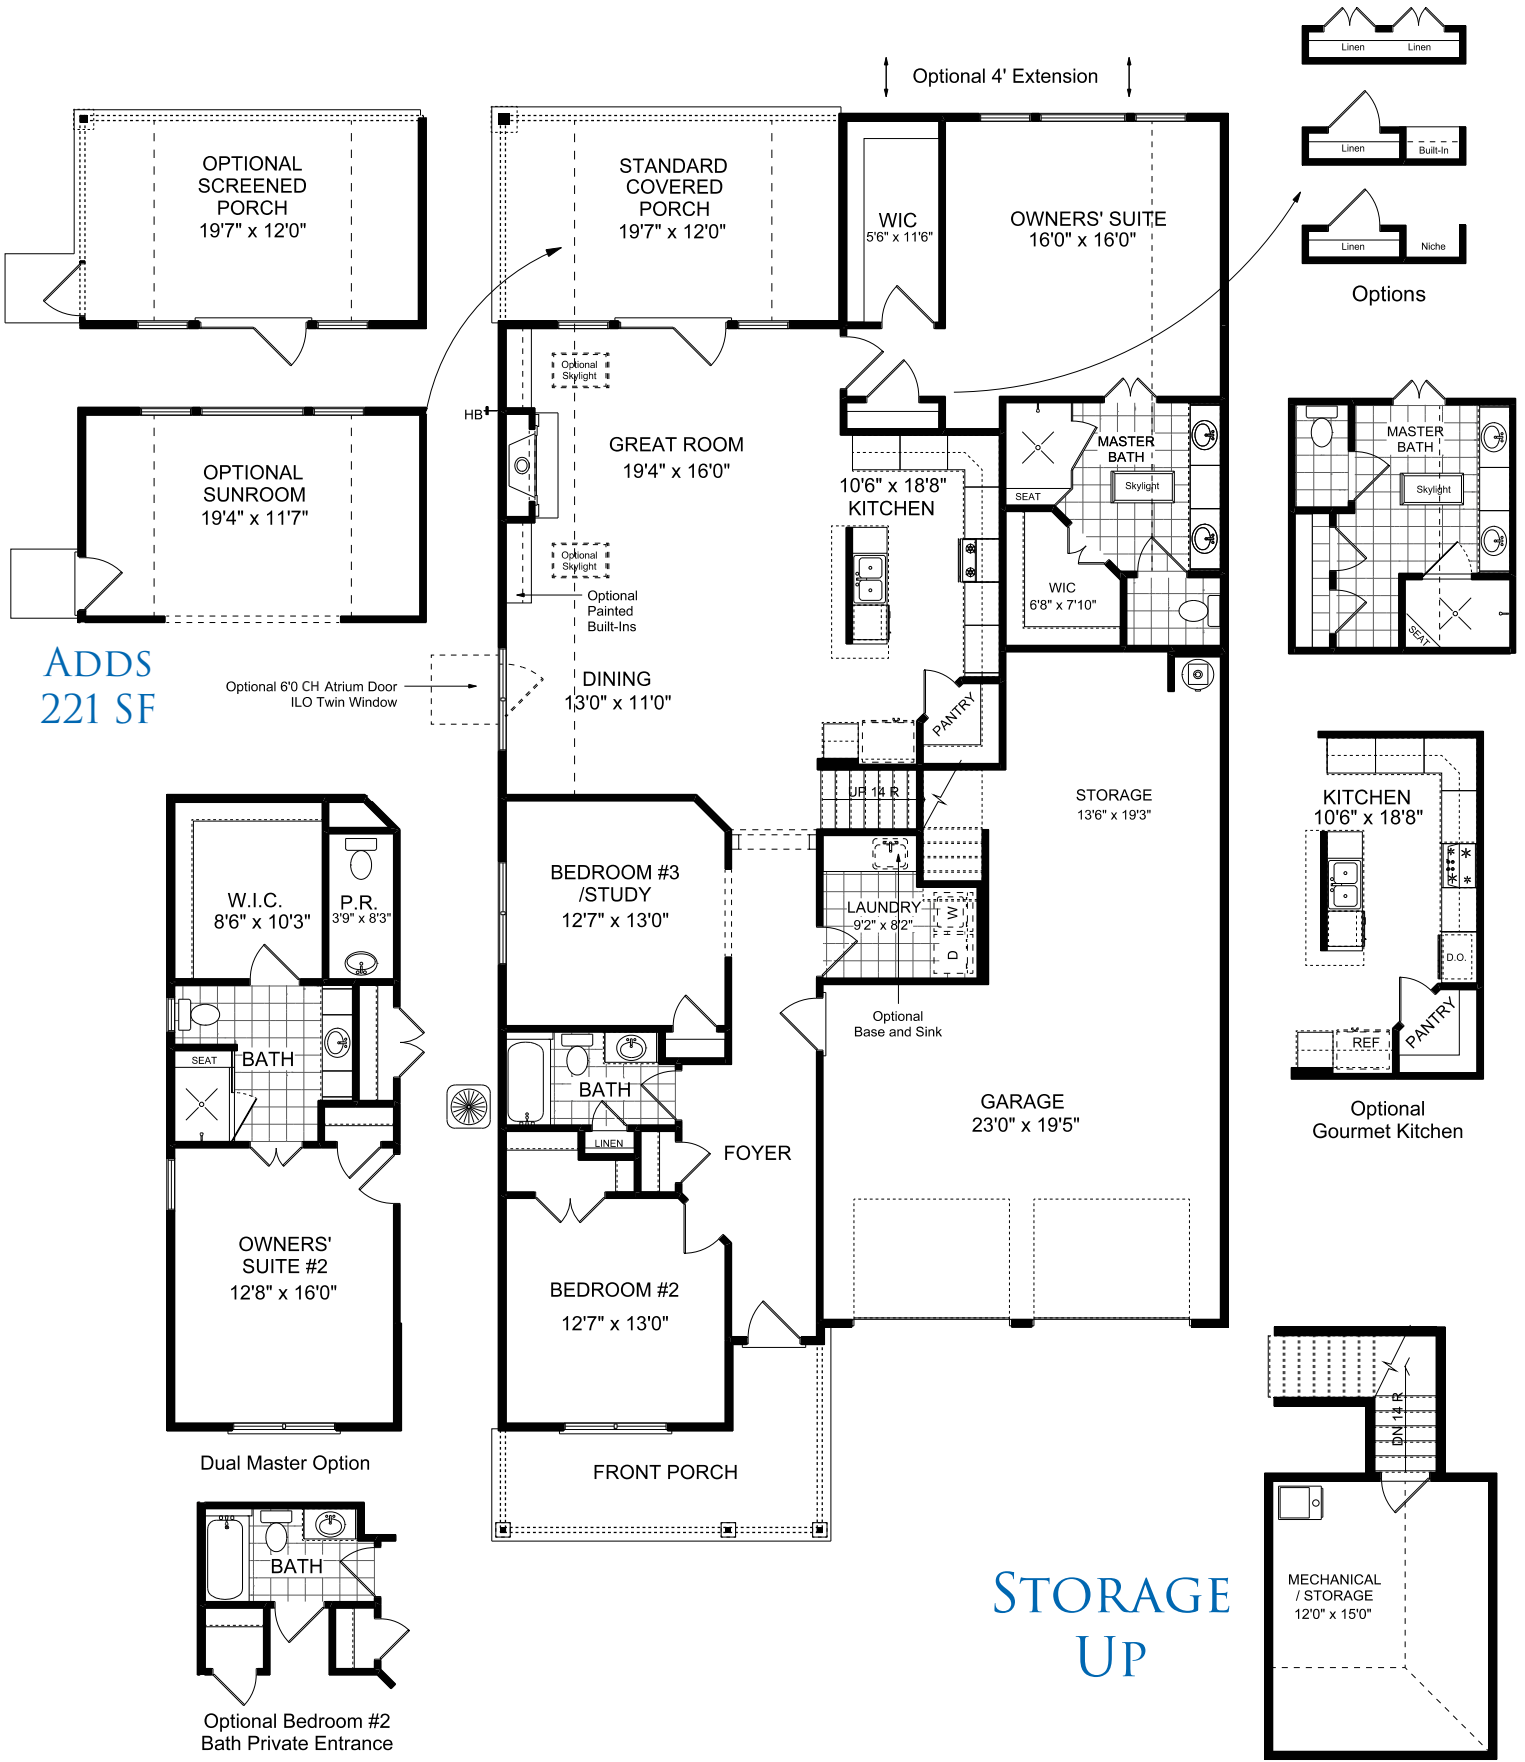 Linen Linen
Optional 4' Extension
Linen Built-In
Linen Niche
Options
OPTIONAL
SCREENED
PORCH
19'7" x 12'0"
STANDARD
COVERED
PORCH
19'7" x 12'0"
WIC
5'6" x 11'6"
OWNERS' SUITE
16'0" x 16'0"
Optional
Skylight
HB
GREAT ROOM
19'4" x 16'0"
OPTIONAL
SUNROOM
19'4" x 11'7"
10'6" x 18'8"
KITCHEN
MASTER
BATH
Skylight
SEAT
MASTER
BATH
Skylight
SEAT
Optional
Skylight
Optional
Painted
Built-Ins
WIC
6'8" x 7'10"
ADDS
221 SF
Optional 6'0 CH Atrium Door
ILO Twin Window
DINING
13'0" x 11'0"
PANTRY
UP 14 R
STORAGE
13'6" x 19'3"
KITCHEN
10'6" x 18'8"
D.O.
PANTRY
REF
Optional
Gourmet Kitchen
W.I.C.
8'6" x 10'3"
P.R.
3'9" x 8'3"
BEDROOM #3
/STUDY
12'7" x 13'0"
LAUNDRY
9'2" x 8'2"
W
D
Optional
Base and Sink
SEAT
BATH
BATH
LINEN
FOYER
GARAGE
23'0" x 19'5"
OWNERS'
SUITE #2
12'8" x 16'0"
Dual Master Option
BEDROOM #2
12'7" x 13'0"
FRONT PORCH
BATH
Optional Bedroom #2
Bath Private Entrance
DN 14 R
STORAGE
UP
MECHANICAL
/ STORAGE
12'0" x 15'0"